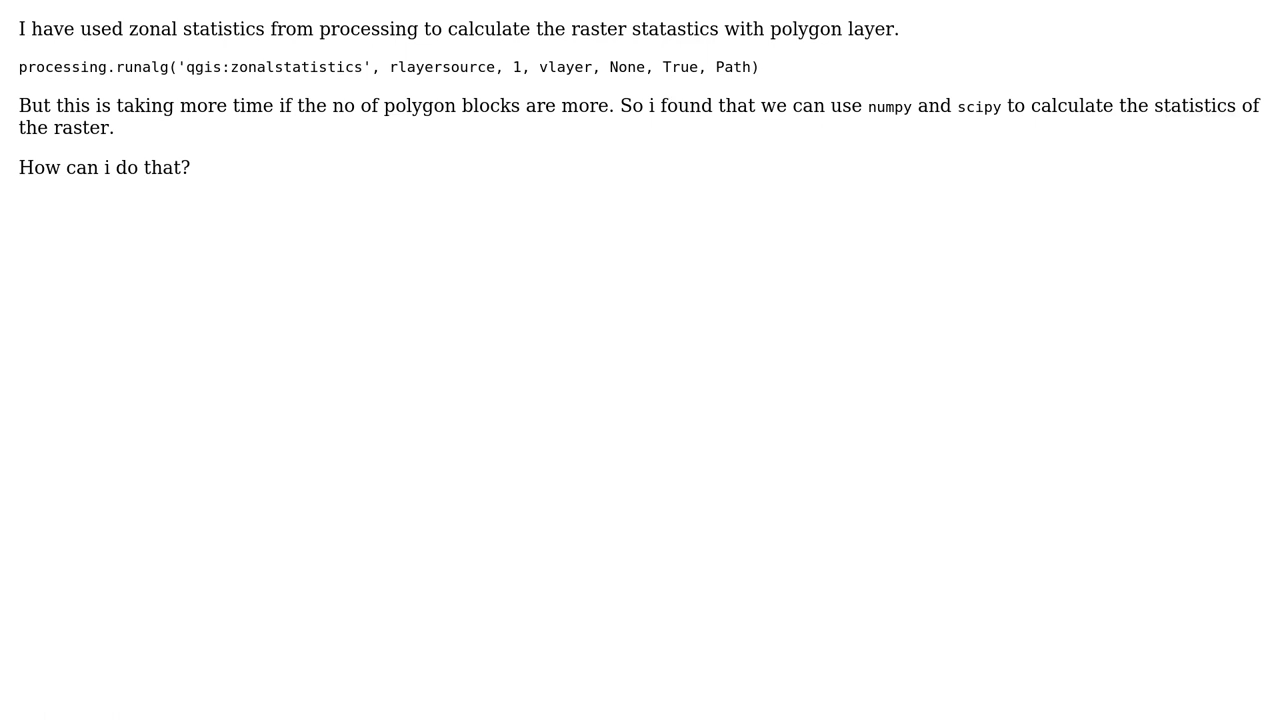 I have used zonal statistics from processing to calculate the raster statastics with polygon layer.
processing.runalg('qgis:zonalstatistics', rlayersource, 1, vlayer, None, True, Path)
But this is taking more time if the no of polygon blocks are more. So i found that we can use numpy and scipy to calculate the statistics of
the raster.
How can i do that?